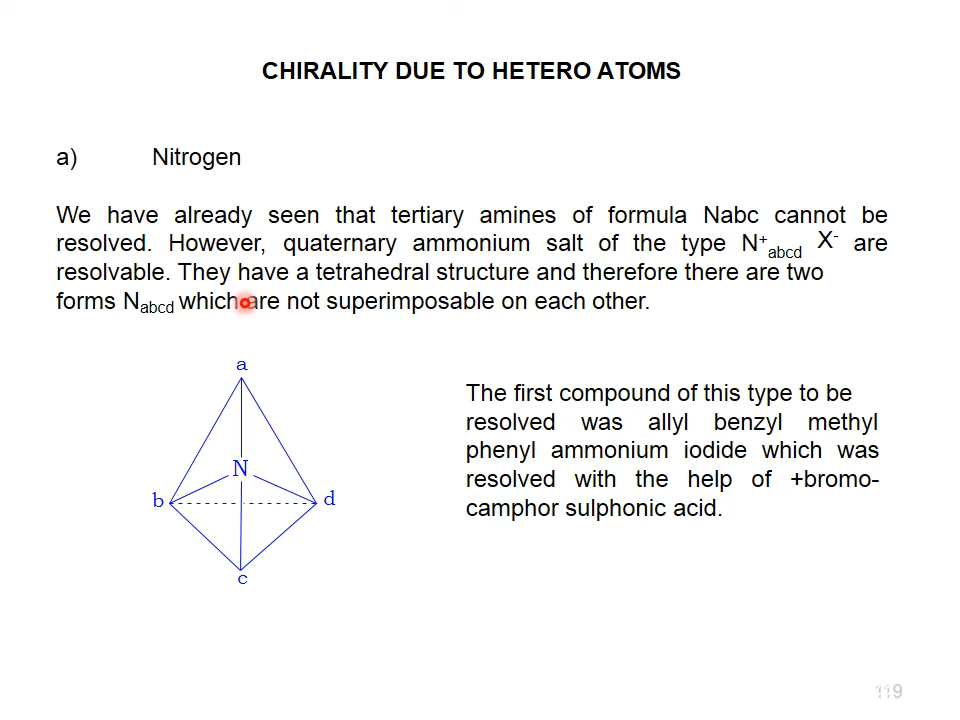 CHIRALITY DUE TO HETERO ATOMS
a) Nitrogen
We have already seen that tertiary amines of formula Nabc cannot be
resolved. However, quaternary ammonium salt of the type N⁺abcd X⁻ are
resolvable. They have a tetrahedral structure and therefore there are two
forms Nabcd which are not superimposable on each other.
a
N
b
d
c
The first compound of this type to be
resolved was allyl benzyl methyl
phenyl ammonium iodide which was
resolved with the help of +bromo-
camphor sulphonic acid.